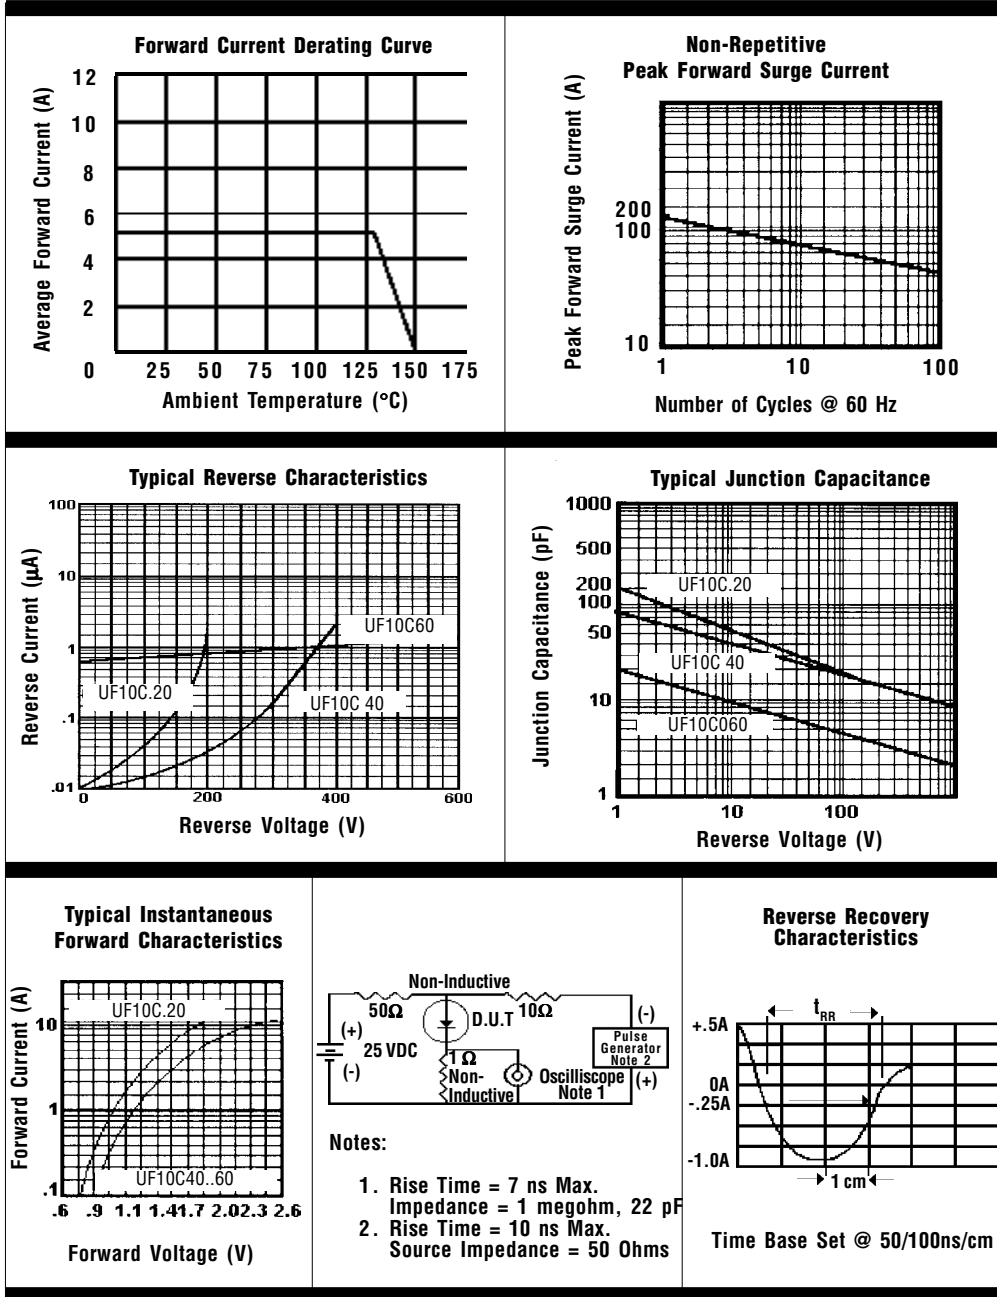 Forward Current Derating Curve
Average Forward Current (A)
12
10
8
6
4
2
0 25 50 75 100 125 150 175
Ambient Temperature (°C)
Non-Repetitive
Peak Forward Surge Current
Peak Forward Surge Current (A)
200
100
10
1 10 100
Number of Cycles @ 60 Hz
Typical Reverse Characteristics
Reverse Current (µA)
100
10
1
.1
.01
UF10C60
UF10C.20
UF10C 40
0 200 400 600
Reverse Voltage (V)
Typical Junction Capacitance
Junction Capacitance (pF)
1000
500
200
100
50
10
1
UF10C.20
UF10C 40
UF10C060
1 10 100
Reverse Voltage (V)
Typical Instantaneous
Forward Characteristics
Forward Current (A)
10
1
.1
UF10C.20
UF10C40..60
.6 .9 1.1 1.41.7 2.02.3 2.6
Forward Voltage (V)
Non-Inductive
50Ω 10Ω
D.U.T
(+)
25 VDC
(-)
1 Ω
Non-
Inductive
Oscilliscope
Note 1
(-)
Pulse
Generator
Note 2
(+)
Notes:
1. Rise Time = 7 ns Max.
Impedance = 1 megohm, 22 pF
2. Rise Time = 10 ns Max.
Source Impedance = 50 Ohms
Reverse Recovery
Characteristics
tRR
+.5A
0A
-.25A
-1.0A
1 cm
Time Base Set @ 50/100ns/cm